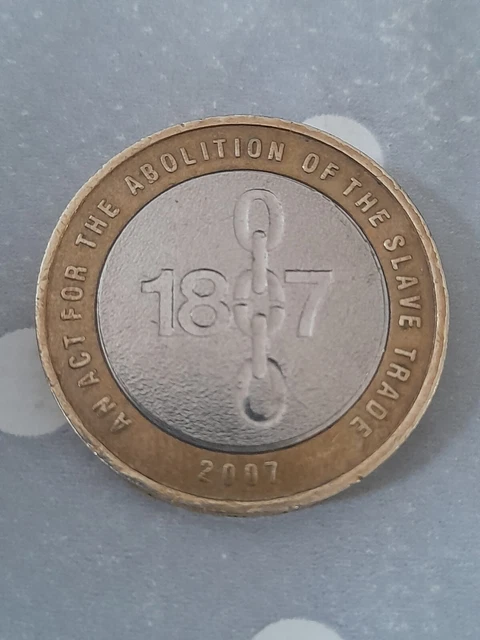 AN ACT FOR THE ABOLITION OF THE SLAVE TRADE
1807
2007